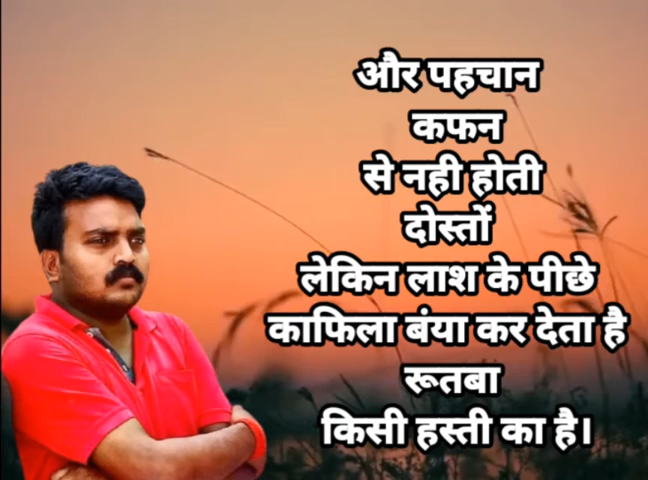 और पहचान
कफन
से नही होती
दोस्तों
लेकिन लाश के पीछे
काफिला बंया कर देता है
रूतबा
किसी हस्ती का है।